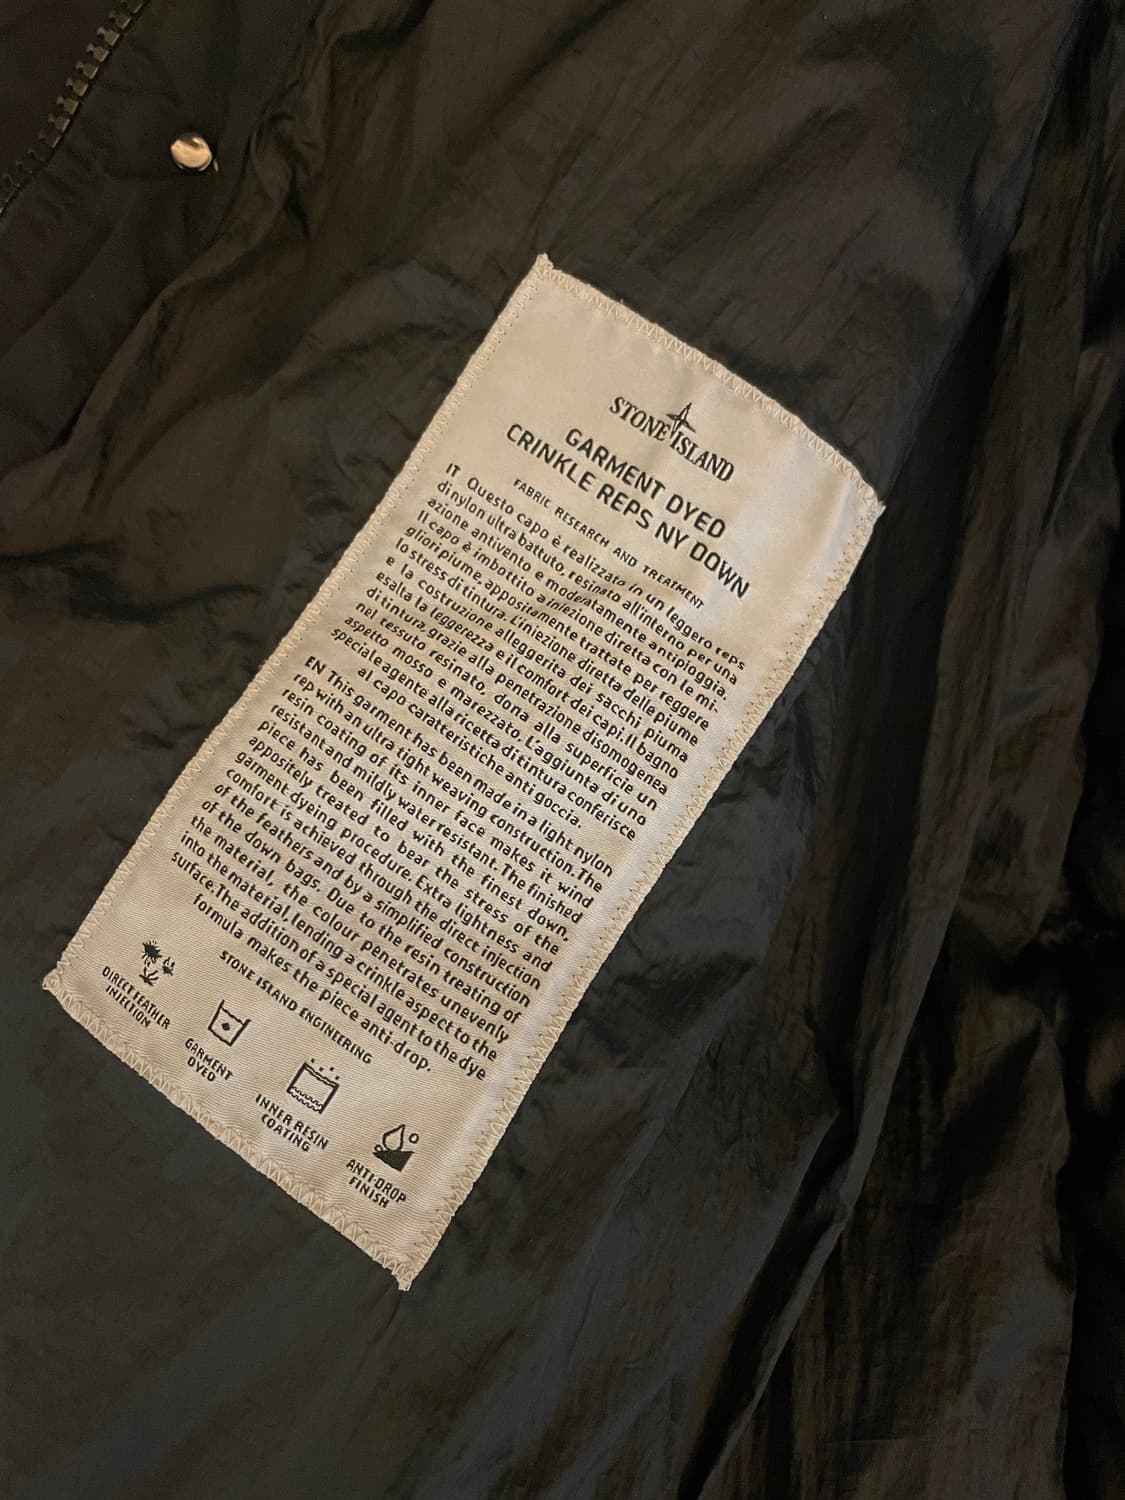 STONE ISLAND
GARMENT DYED
CRINKLE REPS NY DOWN
FABRIC RESEARCH AND TREATMENT
IT Questo capo è realizzato in un leggero reps
di nylon ultra battuto, resinato all'interno per una
azione antivento e moderatamente antipioggia.
Il capo è imbottito a iniezione diretta con le mi-
gliori piume, appositamente trattate per reggere
lo stress di tintura. L'iniezione diretta delle piume
e la costruzione alleggerita dei sacchi piuma
esalta la leggerezza e il comfort dei capi. Il bagno
di tintura, grazie alla penetrazione disomogenea
nel tessuto resinato, dona alla superficie un
aspetto mosso e marezzato. L'aggiunta di uno
speciale agente alla ricetta di tintura conferisce
al capo caratteristiche anti goccia.
EN This garment has been made in a light nylon
rep with an ultra tight weaving construction. The
resin coating of its inner face makes it wind
resistant and mildly water resistant. The finished
piece has been filled with the finest down,
appositely treated to bear the stress of the
garment-dyeing procedure. Extra lightness and
comfort is achieved through the direct injection
of the feathers and by a simplified construction
of the down bags. Due to the resin treating of
the material, the colour penetrates unevenly
into the material, lending a crinkle aspect to the
surface. The addition of a special agent to the dye
formula makes the piece anti-drop.
STONE ISLAND ENGINEERING
DIRECT FEATHER
INJECTION
GARMENT
DYED
INNER RESIN
COATING
ANTI-DROP
FINISH